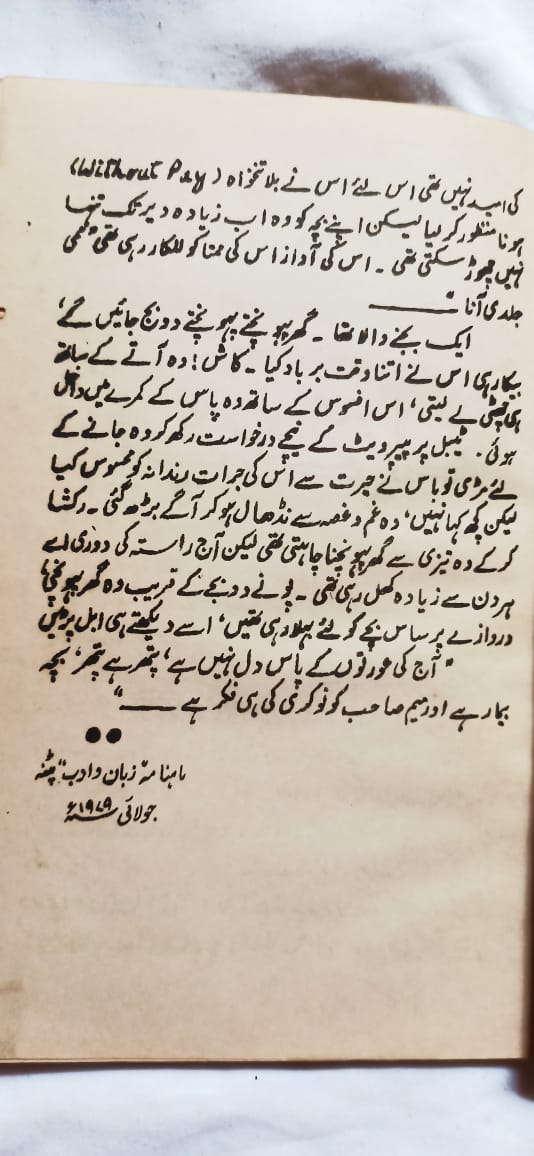 کی امید نہیں تھی اس لئے اس نے بلا تنخواہ (Without Pay)
ہونا منظور کر لیا لیکن اپنے بچہ کو وہ اب زیادہ دیر تک تنہا
نہیں چھوڑ سکتی تھی ۔ اس کی آواز اس کی ممتا کو للکار رہی تھی "ممی
جلدی آنا ——"
ایک بجنے والا تھا ۔ گھر پہونچتے پہونچتے دو بج جائیں گے،
بیکار ہی اس نے اتنا وقت برباد کیا ۔ کاش! وہ آتے کے ساتھ
ہی چھٹی لے لیتی، اس افسوس کے ساتھ وہ باس کے کمرے میں داخل
ہوئی ۔ ٹیبل پر پیپر ویٹ کے نیچے درخواست رکھ کر وہ جانے کے
لئے مڑی تو باس نے حیرت سے اس کی جرات رندانہ کو محسوس کیا
لیکن کچھ کہا نہیں، وہ غم و غصہ سے نڈھال ہو کر آگے بڑھ گئی ۔ رکشا
کر کے وہ تیزی سے گھر پہونچنا چاہتی تھی لیکن آج راستہ کی دوری اسے
ہر دن سے زیادہ کھل رہی تھی ۔ پونے دو بجے کے قریب وہ گھر پہونچی،
دروازے پر ساس بچے کو لئے بہلا رہی تھیں، اسے دیکھتے ہی ابل پڑیں
"آج کی عورتوں کے پاس دل نہیں ہے، پتھر ہے پتھر، بچہ
بیمار ہے اور میم صاحب کو نوکری کی ہی فکر ہے ——"
●●
ماہنامہ "زبان و ادب" پٹنہ
جولائی ۱۹۷۹ء